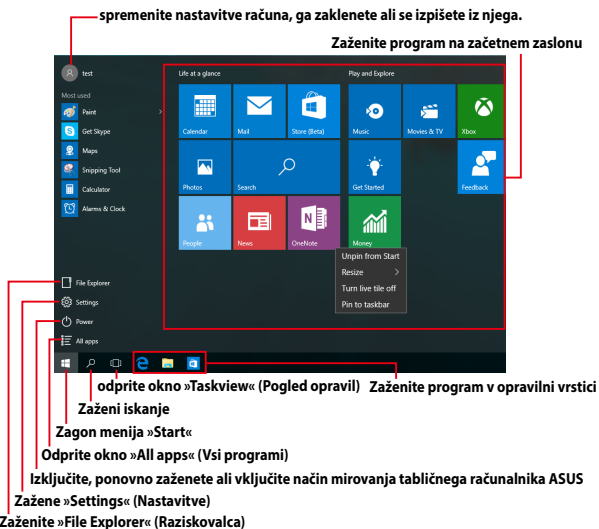 spremenite nastavitve računa, ga zaklenete ali se izpišete iz njega.
Zaženite program na začetnem zaslonu
test
Life at a glance
Play and Explore
Most used
Paint
Get Skype
Maps
Snipping Tool
Calculator
Alarms & Clock
Calendar
Mail
Store (Beta)
Music
Movies & TV
Xbox
Photos
Search
Get Started
Feedback
People
News
OneNote
Money
Unpin from Start
Resize
Turn live tile off
Pin to taskbar
File Explorer
Settings
Power
All apps
odprite okno »Taskview« (Pogled opravil)
Zaženite program v opravilni vrstici
Zaženi iskanje
Zagon menija »Start«
Odprite okno »All apps« (Vsi programi)
Izključite, ponovno zaženete ali vključite način mirovanja tabličnega računalnika ASUS
Zažene »Settings« (Nastavitve)
Zaženite »File Explorer« (Raziskovalca)